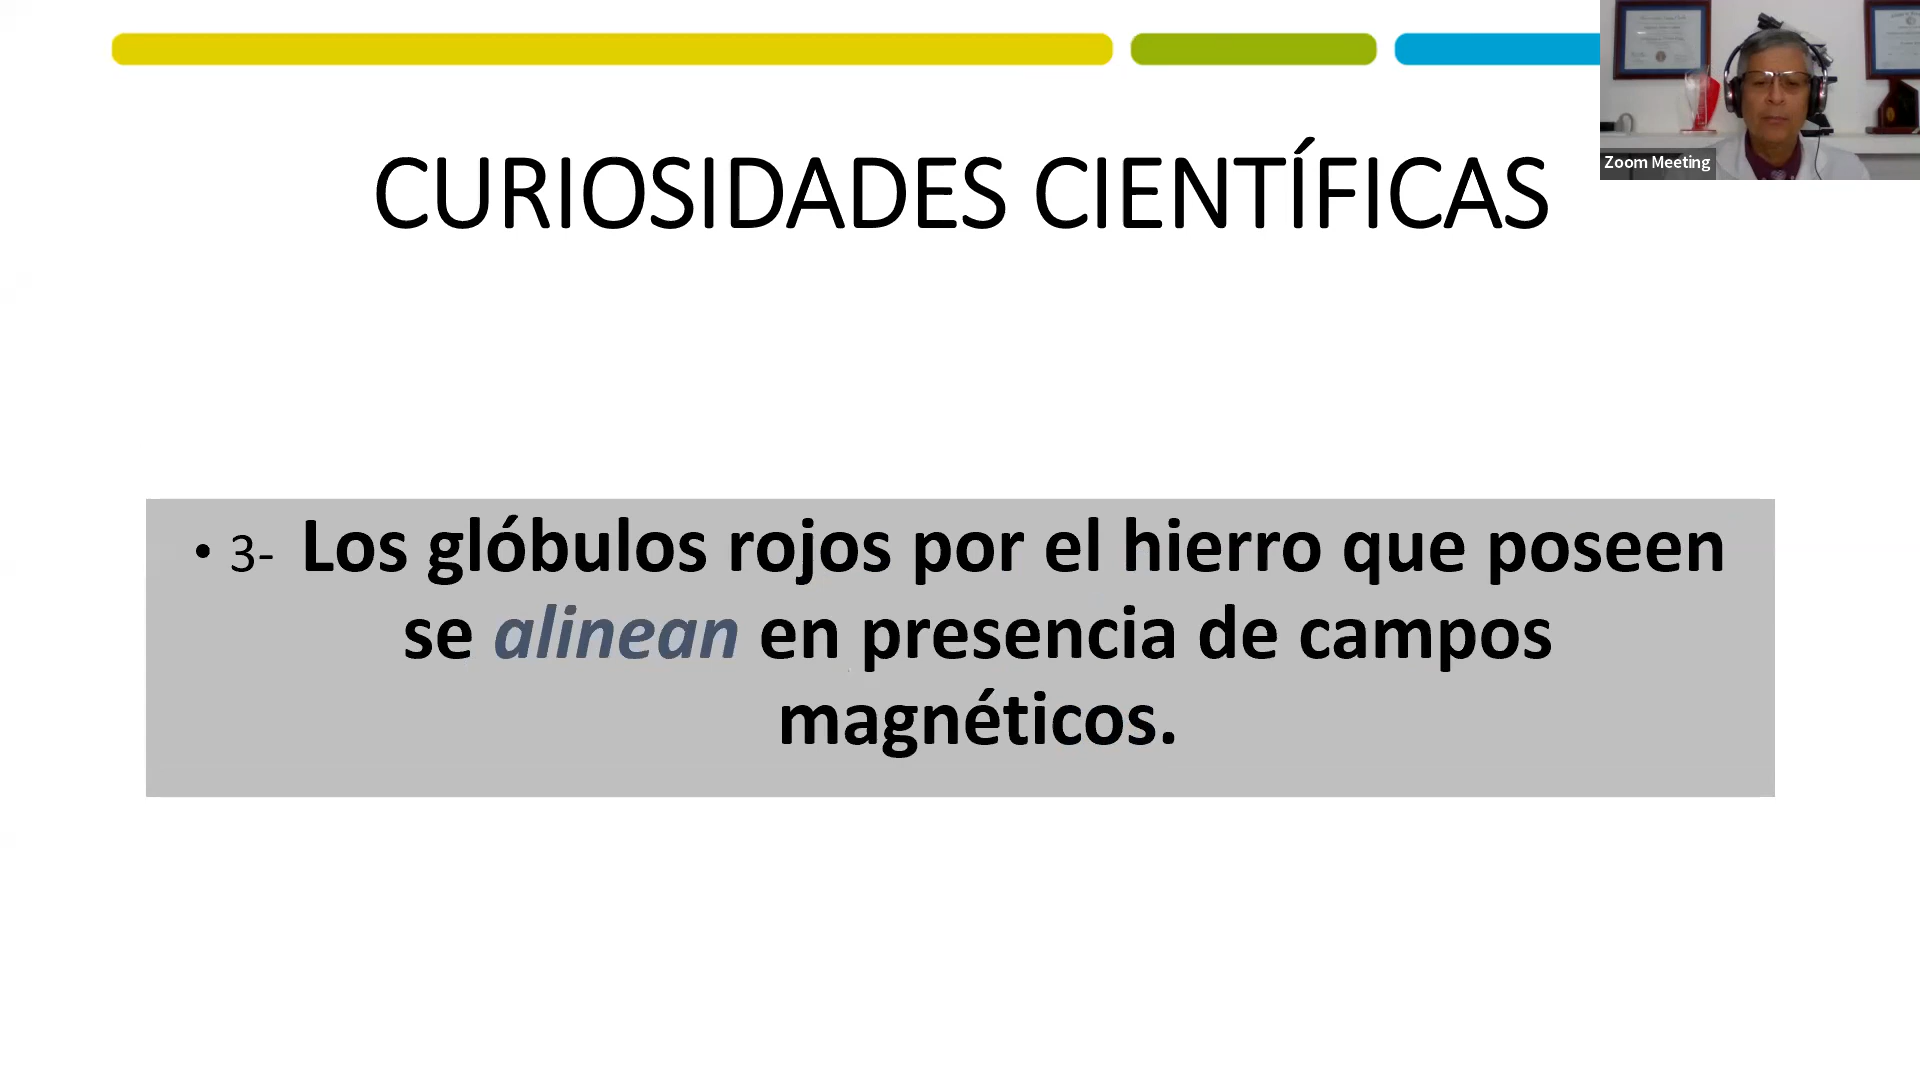 CURIOSIDADES CIENTÍFICAS
Zoom Meeting
• 3- Los glóbulos rojos por el hierro que poseen
se alinean en presencia de campos
magnéticos.